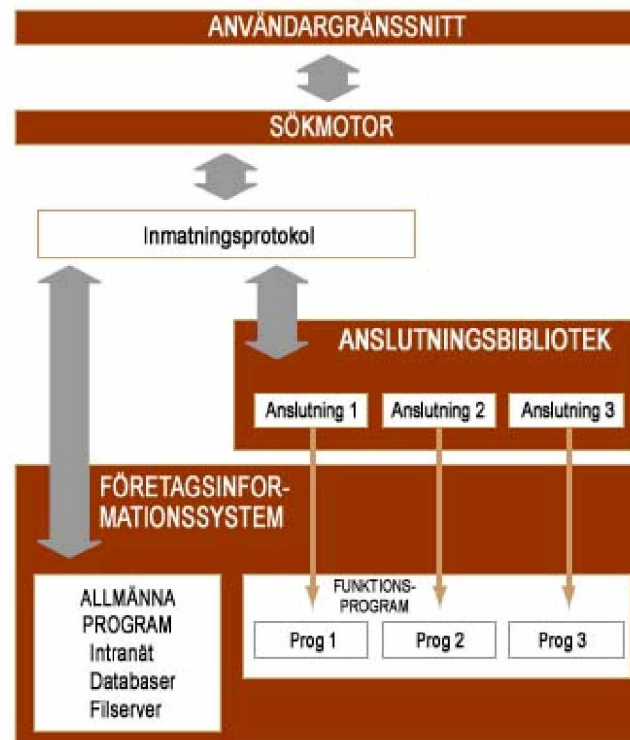 ANVÄNDARGRÄNSSNITT
SÖKMOTOR
Inmatningsprotokol
ANSLUTNINGSBIBLIOTEK
Anslutning 1
Anslutning 2
Anslutning 3
FÖRETAGSINFOR-
MATIONSSYSTEM
ALLMÄNNA
PROGRAM
Intranät
Databaser
Filserver
FUNKTIONS-
PROGRAM
Prog 1
Prog 2
Prog 3